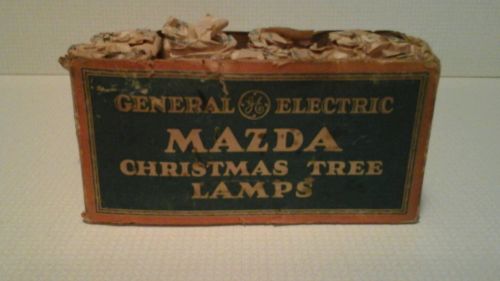 GENERAL GE ELECTRIC
MAZDA
CHRISTMAS TREE
LAMPS